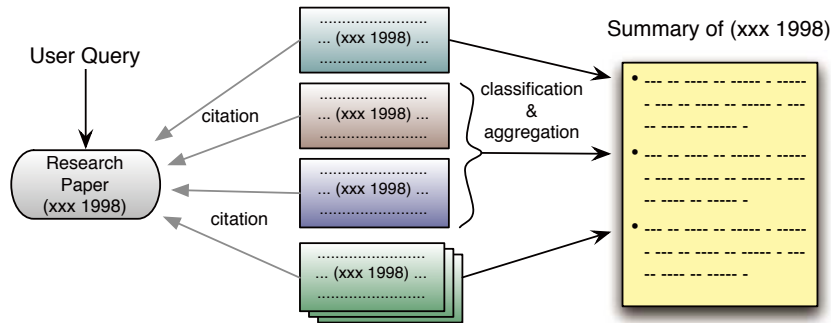 User Query
Research
Paper
(xxx 1998)
citation
citation
........................
... (xxx 1998) ...
........................
........................
... (xxx 1998) ...
........................
........................
... (xxx 1998) ...
........................
........................
... (xxx 1998) ...
........................
classification
&
aggregation
Summary of (xxx 1998)
• --- -- ---- -- ----- - -----
- --- -- ---- -- ----- - ---
-- ---- -- ----- -
• --- -- ---- -- ----- - -----
- --- -- ---- -- ----- - ---
-- ---- -- ----- -
• --- -- ---- -- ----- - -----
- --- -- ---- -- ----- - ---
-- ---- -- ----- -